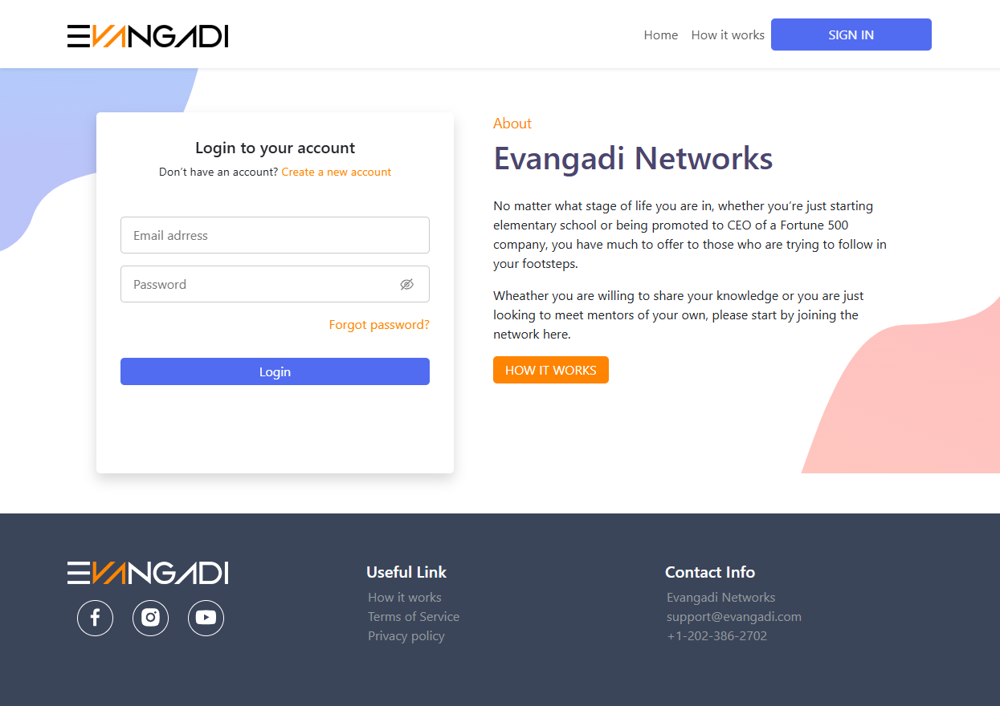 EVANGADI
Home How it works SIGN IN
Login to your account
Don’t have an account? Create a new account
Email adrress
Password
Forgot password?
Login
About
Evangadi Networks
No matter what stage of life you are in, whether you’re just starting
elementary school or being promoted to CEO of a Fortune 500
company, you have much to offer to those who are trying to follow in
your footsteps.
Wheather you are willing to share your knowledge or you are just
looking to meet mentors of your own, please start by joining the
network here.
HOW IT WORKS
EVANGADI
Useful Link
How it works
Terms of Service
Privacy policy
Contact Info
Evangadi Networks
support@evangadi.com
+1-202-386-2702